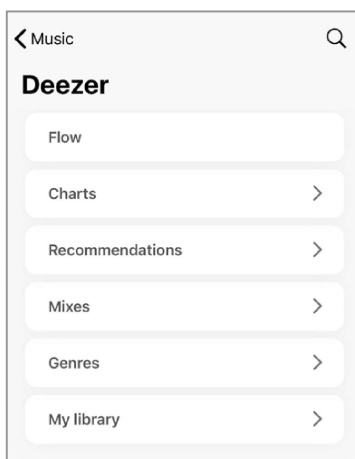 Music
Deezer
Flow
Charts
Recommendations
Mixes
Genres
My library